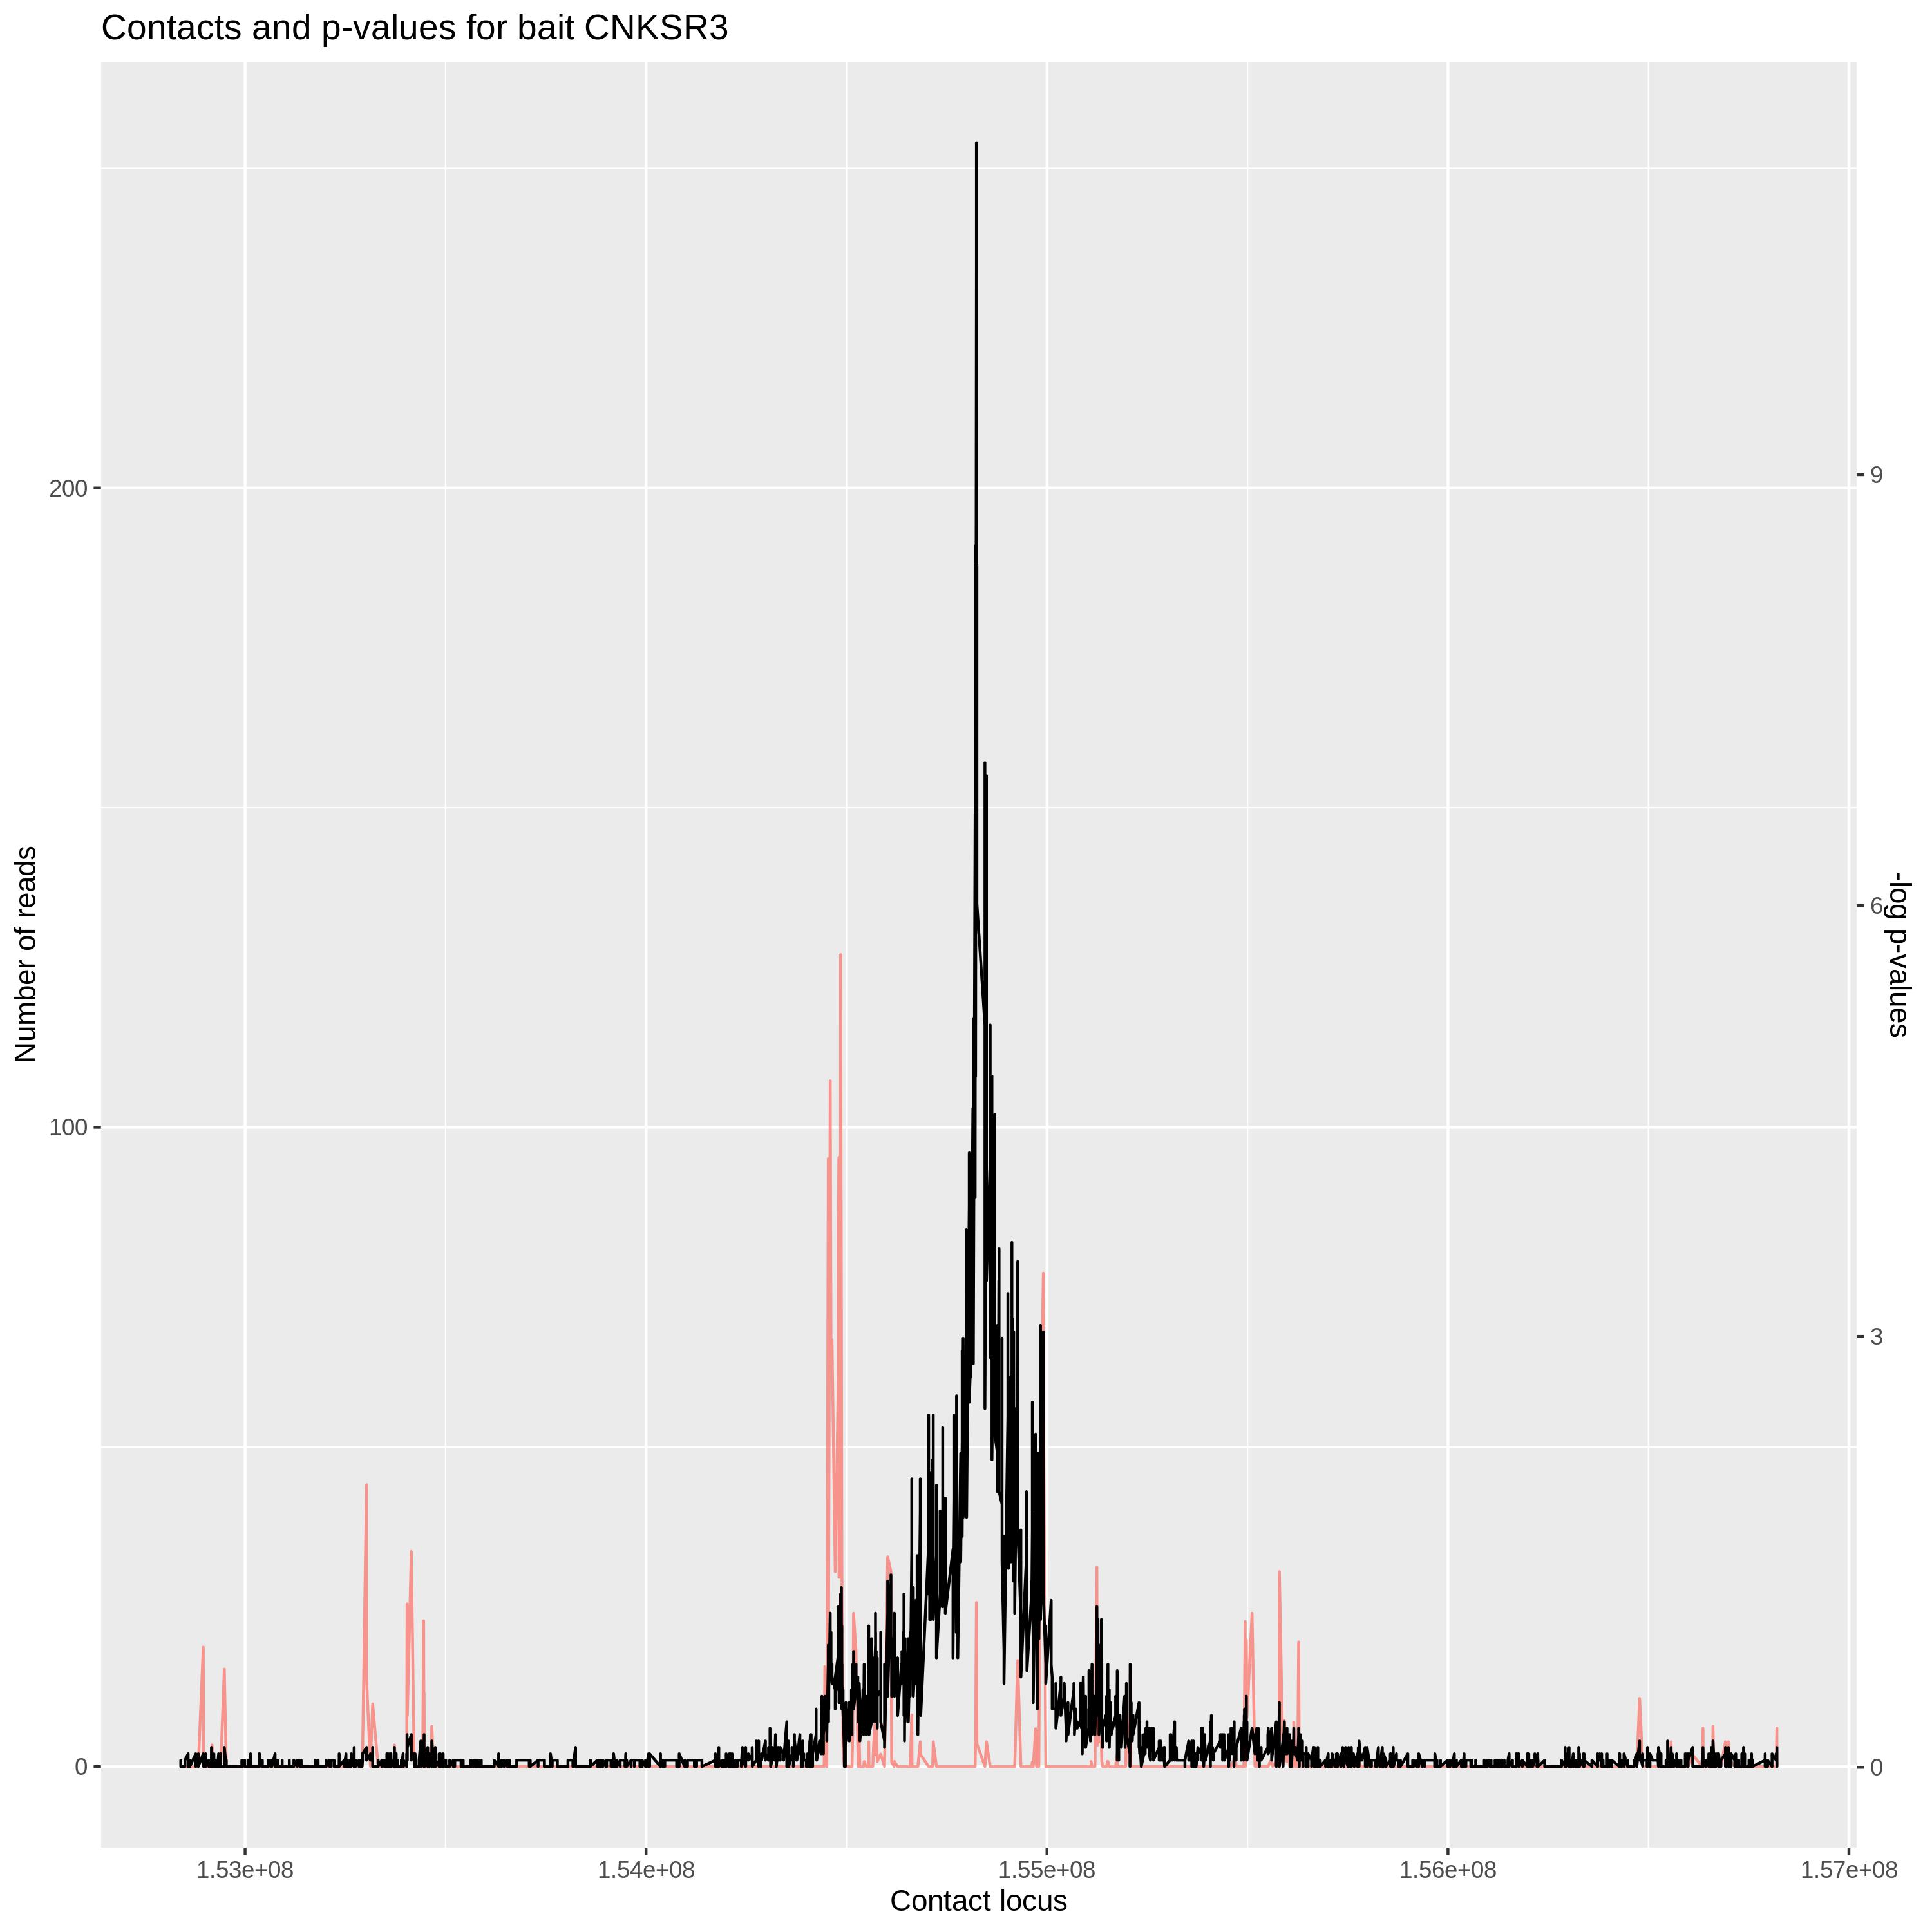 Contacts and p-values for bait CNKSR3
Number of reads
200
100
0
9
6
3
0
-log p-values
1.53e+08
1.54e+08
1.55e+08
1.56e+08
1.57e+08
Contact locus